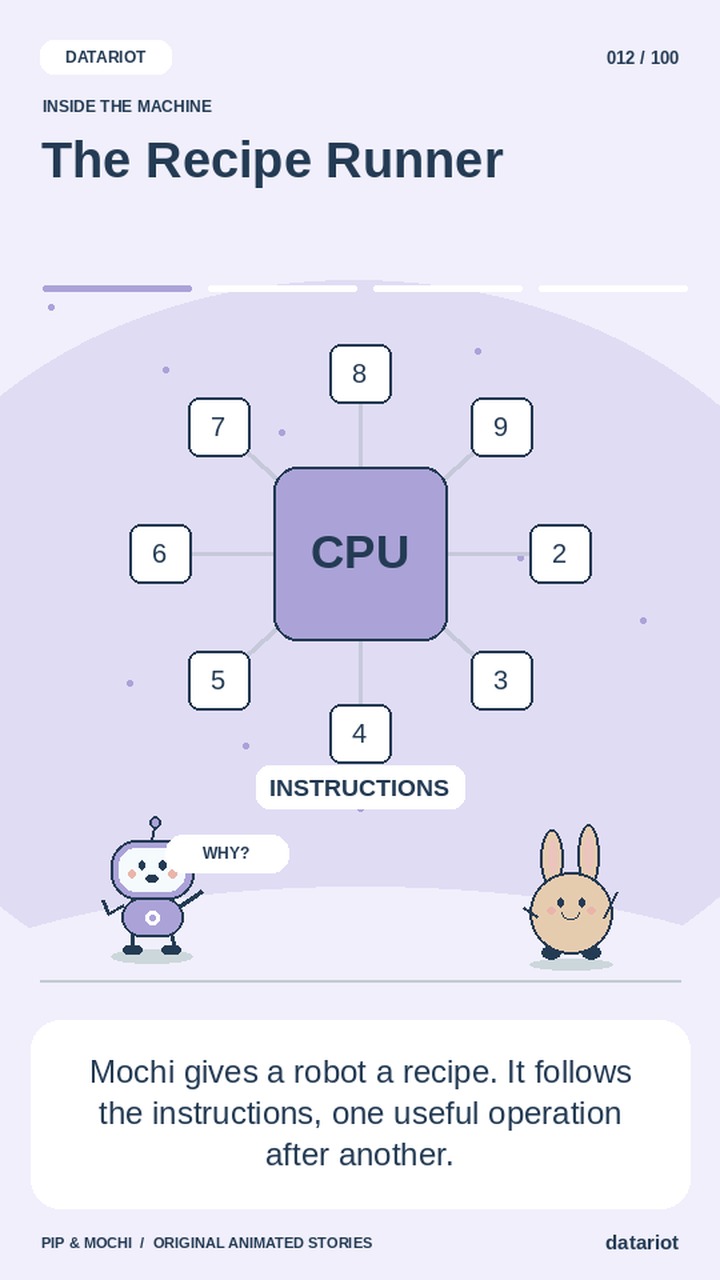 DATARIOT
012 / 100
INSIDE THE MACHINE
The Recipe Runner
8
7
9
CPU
6
2
5
3
4
INSTRUCTIONS
WHY?
Mochi gives a robot a recipe. It follows
the instructions, one useful operation
after another.
PIP & MOCHI / ORIGINAL ANIMATED STORIES
datariot